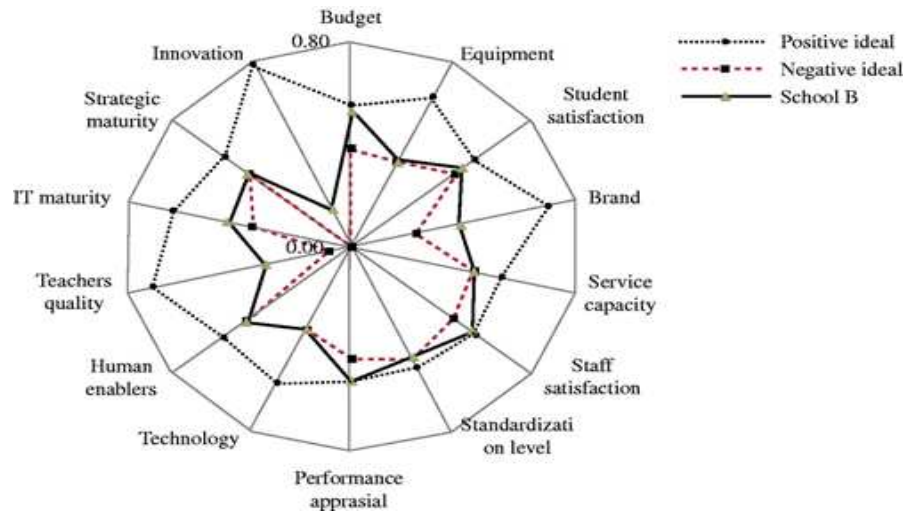 Budget
0.80
Innovation
Equipment
Strategic
maturity
Student
satisfaction
IT maturity
Brand
0.00
Teachers
quality
Service
capacity
Human
enablers
Staff
satisfaction
Technology
Standardizati
on level
Performance
apprasial
Positive ideal
Negative ideal
School B